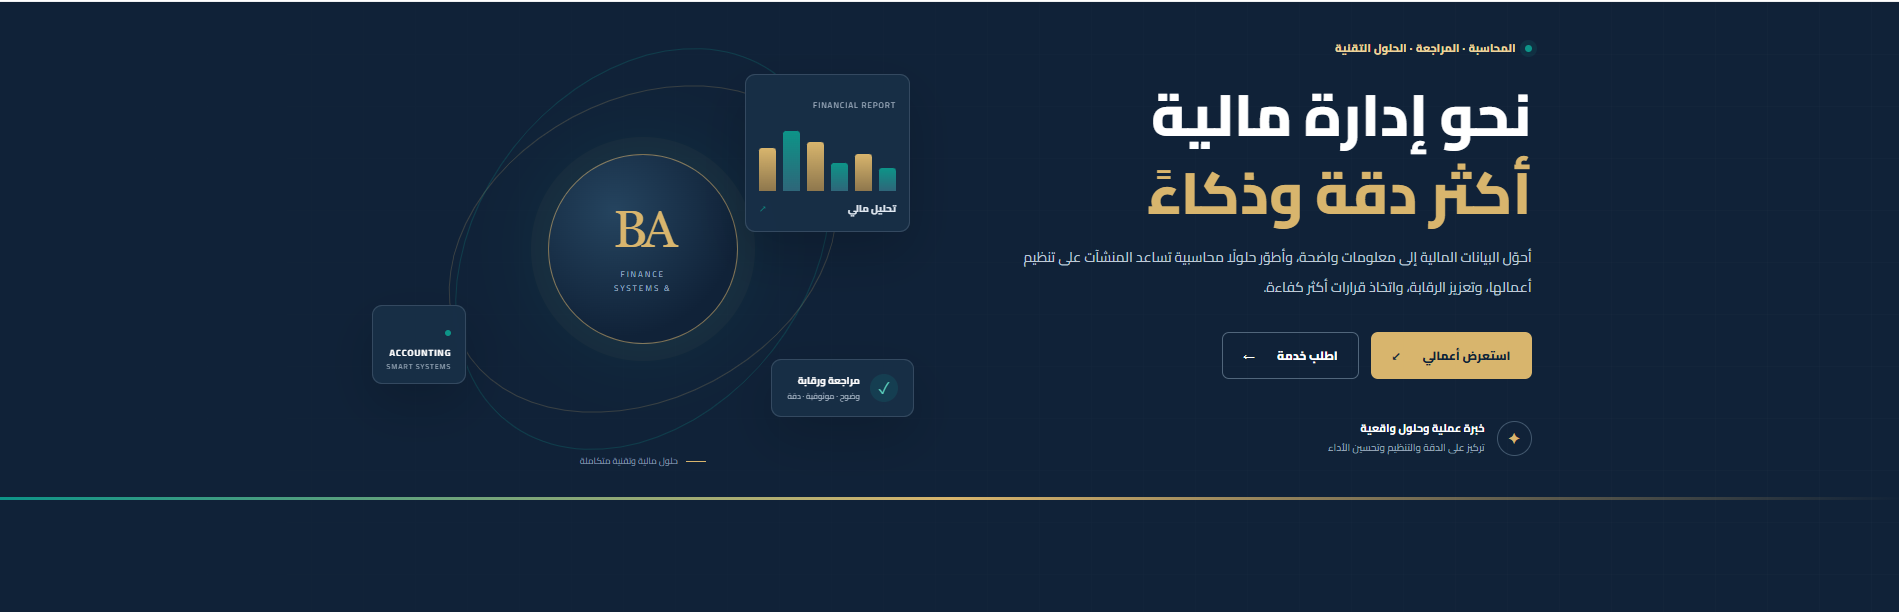 المحاسبة · المراجعة · الحلول التقنية
نحو إدارة مالية
أكثر دقة وذكاءً
أحوّل البيانات المالية إلى معلومات واضحة، وأطوّر حلولًا محاسبية تساعد المنشآت على تنظيم
أعمالها، وتعزيز الرقابة، واتخاذ قرارات أكثر كفاءة.
استعرض أعمالي ↙
اطلب خدمة ←
خبرة عملية وحلول واقعية
تركيز على الدقة والتنظيم وتحسين الأداء
FINANCIAL REPORT
تحليل مالي
BA
FINANCE
SYSTEMS &
ACCOUNTING
SMART SYSTEMS
مراجعة ورقابة
وضوح · موثوقية · دقة
حلول مالية وتقنية متكاملة